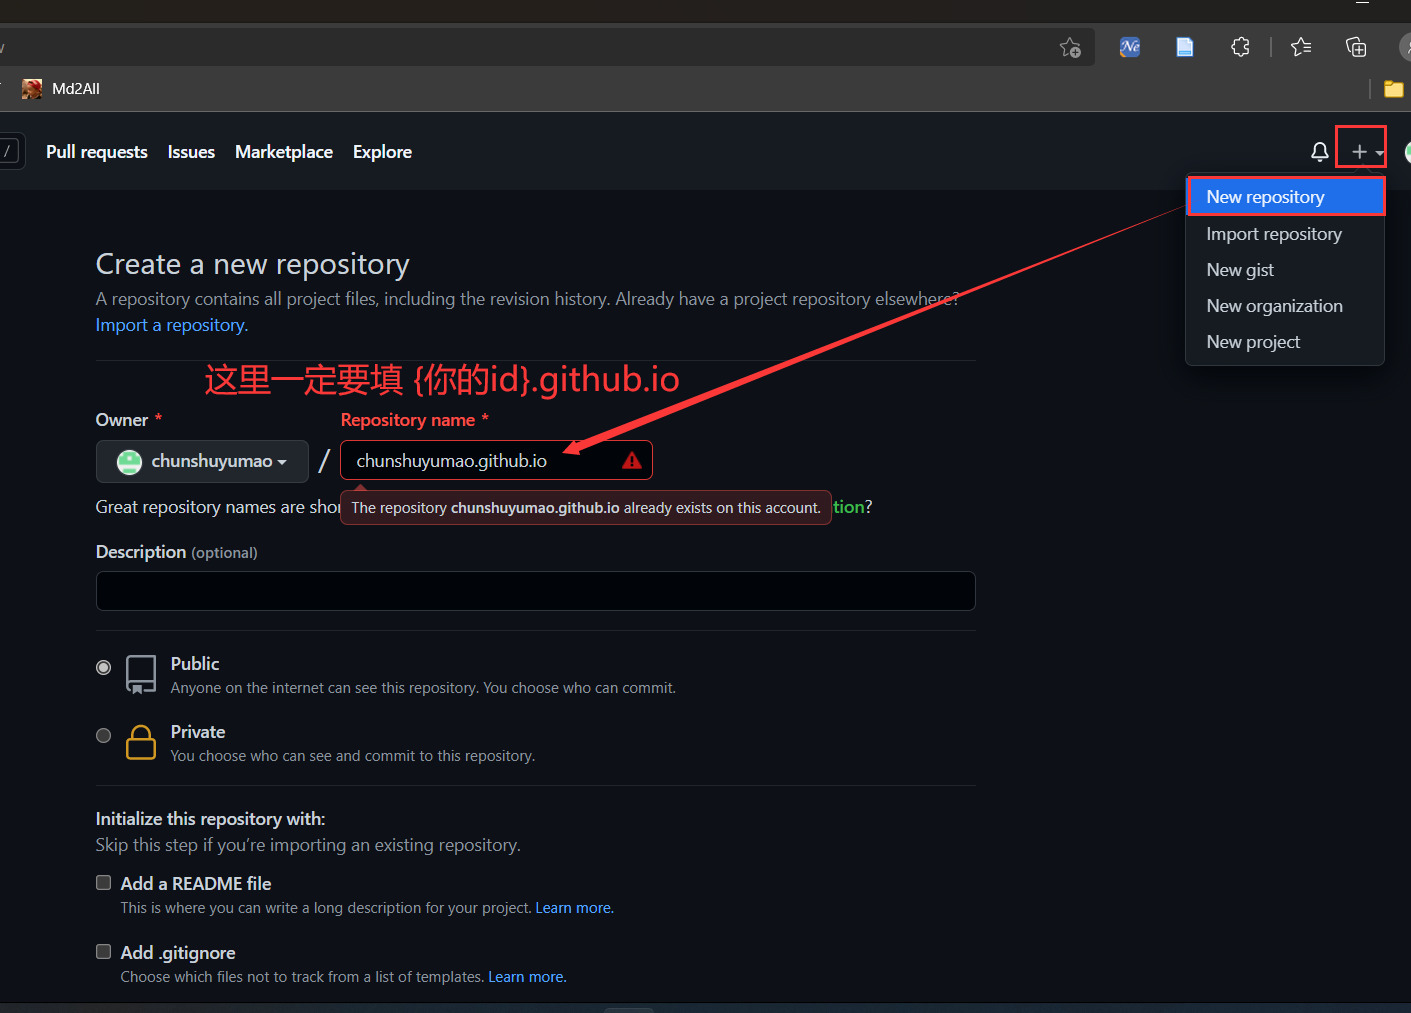 Md2All
/
Pull requests Issues Marketplace Explore
New repository
Import repository
New gist
New organization
New project
Create a new repository
A repository contains all project files, including the revision history. Already have a project repository elsewhere?
Import a repository.
这里一定要填 {你的id}.github.io
Owner *
Repository name *
chunshuyumao
/
chunshuyumao.github.io
Great repository names are shor
The repository chunshuyumao.github.io already exists on this account.
tion?
Description (optional)
Public
Anyone on the internet can see this repository. You choose who can commit.
Private
You choose who can see and commit to this repository.
Initialize this repository with:
Skip this step if you’re importing an existing repository.
Add a README file
This is where you can write a long description for your project. Learn more.
Add .gitignore
Choose which files not to track from a list of templates. Learn more.